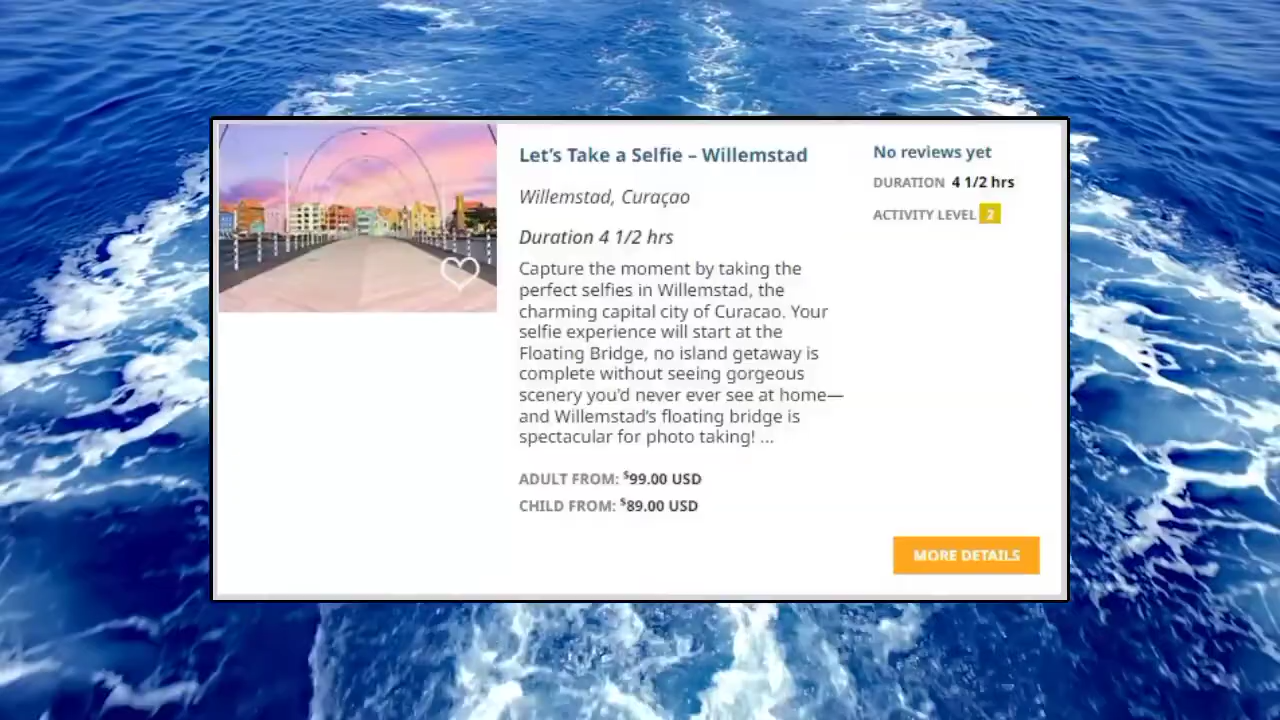 Let's Take a Selfie – Willemstad
Willemstad, Curaçao
Duration 4 1/2 hrs
Capture the moment by taking the
perfect selfies in Willemstad, the
charming capital city of Curacao. Your
selfie experience will start at the
Floating Bridge, no island getaway is
complete without seeing gorgeous
scenery you'd never ever see at home—
and Willemstad's floating bridge is
spectacular for photo taking! ...
ADULT FROM: $99.00 USD
CHILD FROM: $89.00 USD
No reviews yet
DURATION 4 1/2 hrs
ACTIVITY LEVEL 2
MORE DETAILS